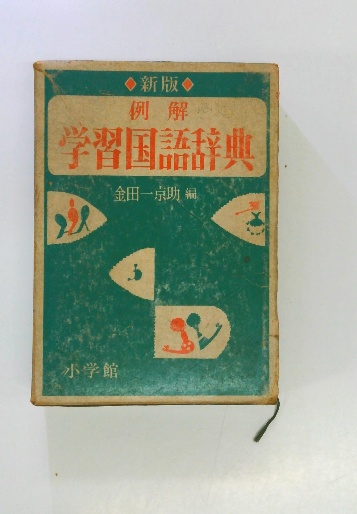 ◆新版◆
例解
学習国語辞典
金田一京助 編
小学館